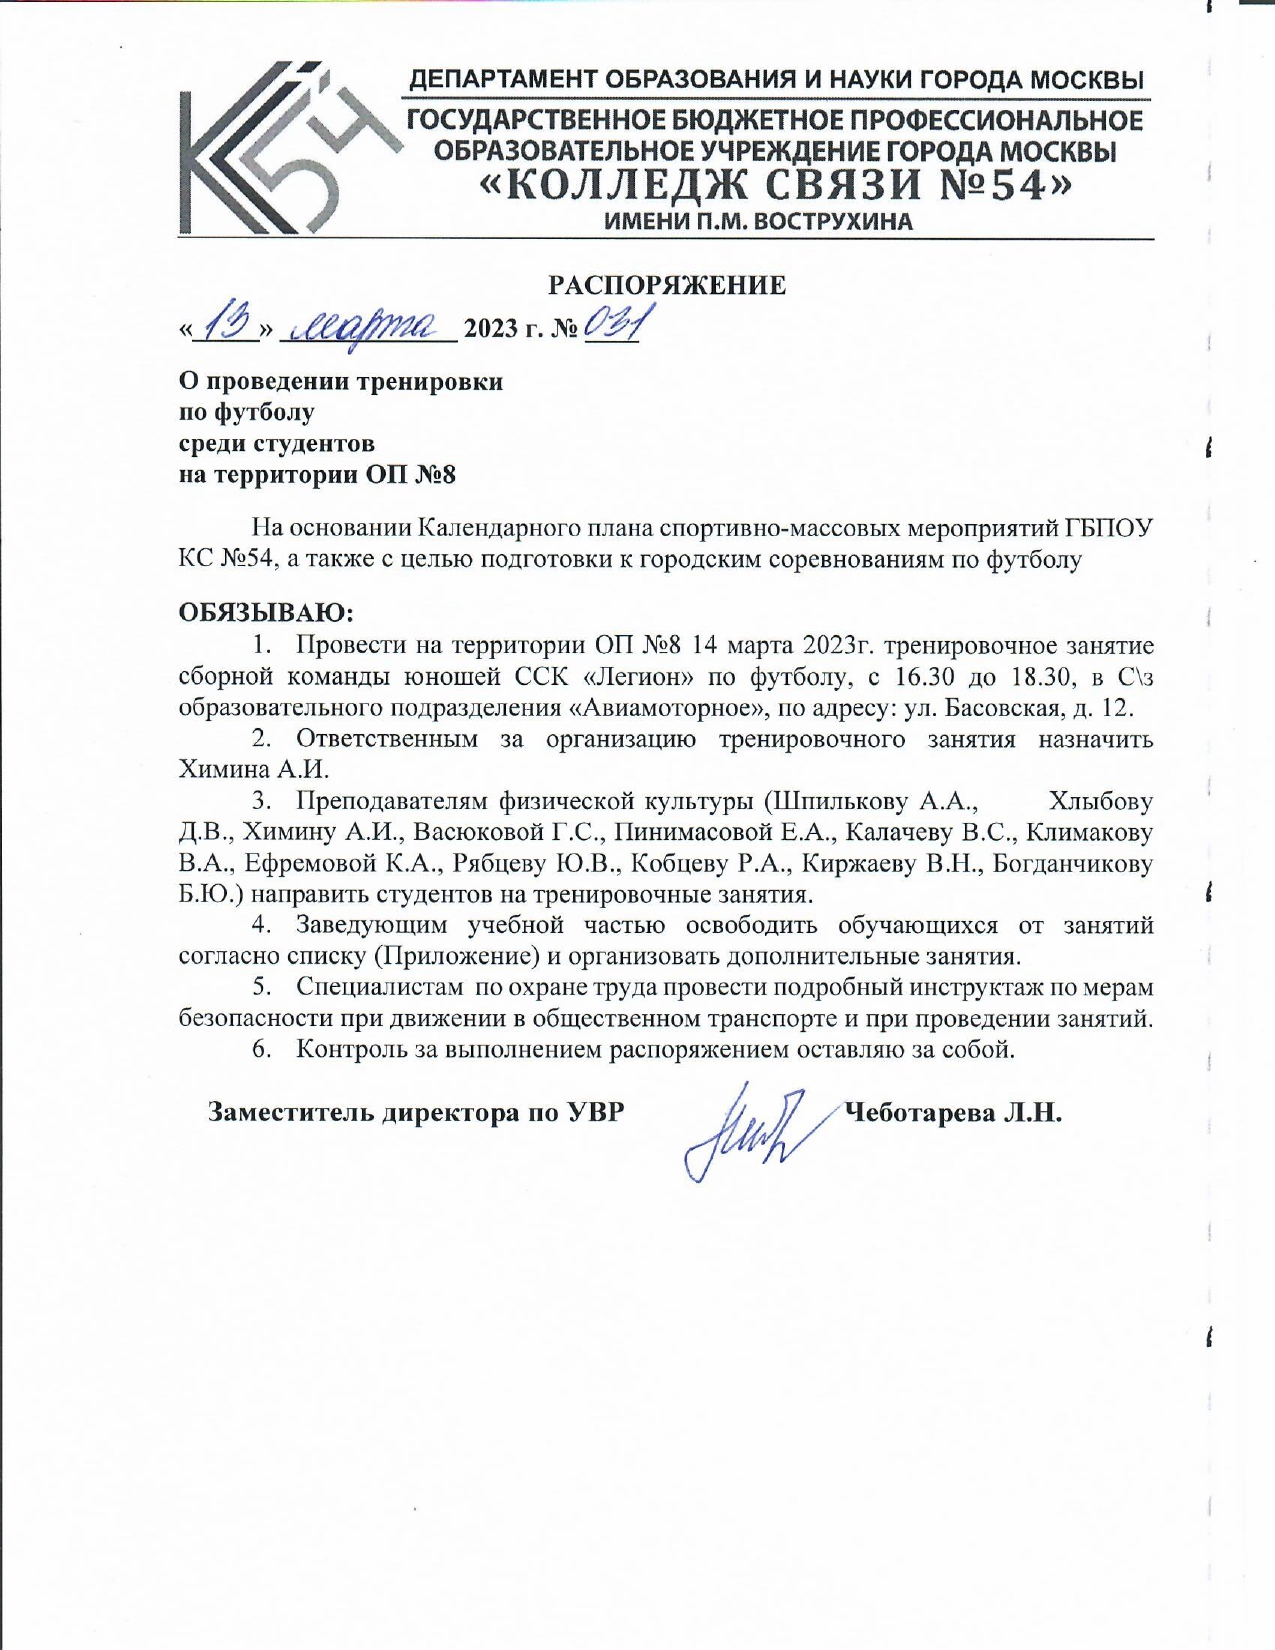 КС 54
ДЕПАРТАМЕНТ ОБРАЗОВАНИЯ И НАУКИ ГОРОДА МОСКВЫ
ГОСУДАРСТВЕННОЕ БЮДЖЕТНОЕ ПРОФЕССИОНАЛЬНОЕ
ОБРАЗОВАТЕЛЬНОЕ УЧРЕЖДЕНИЕ ГОРОДА МОСКВЫ
«КОЛЛЕДЖ СВЯЗИ №54»
ИМЕНИ П.М. ВОСТРУХИНА
РАСПОРЯЖЕНИЕ
«13» марта 2023 г. № 031
О проведении тренировки
по футболу
среди студентов
на территории ОП №8
На основании Календарного плана спортивно-массовых мероприятий ГБПОУ
КС №54, а также с целью подготовки к городским соревнованиям по футболу
ОБЯЗЫВАЮ:
1. Провести на территории ОП №8 14 марта 2023г. тренировочное занятие
сборной команды юношей ССК «Легион» по футболу, с 16.30 до 18.30, в С\з
образовательного подразделения «Авиамоторное», по адресу: ул. Басовская, д. 12.
2. Ответственным за организацию тренировочного занятия назначить
Химина А.И.
3. Преподавателям физической культуры (Шпилькову А.А., Хлыбову
Д.В., Химину А.И., Васюковой Г.С., Пинимасовой Е.А., Калачеву В.С., Климакову
В.А., Ефремовой К.А., Рябцеву Ю.В., Кобцеву Р.А., Киржаеву В.Н., Богданчикову
Б.Ю.) направить студентов на тренировочные занятия.
4. Заведующим учебной частью освободить обучающихся от занятий
согласно списку (Приложение) и организовать дополнительные занятия.
5. Специалистам по охране труда провести подробный инструктаж по мерам
безопасности при движении в общественном транспорте и при проведении занятий.
6. Контроль за выполнением распоряжением оставляю за собой.
Заместитель директора по УВР Чеботарева Л.Н.